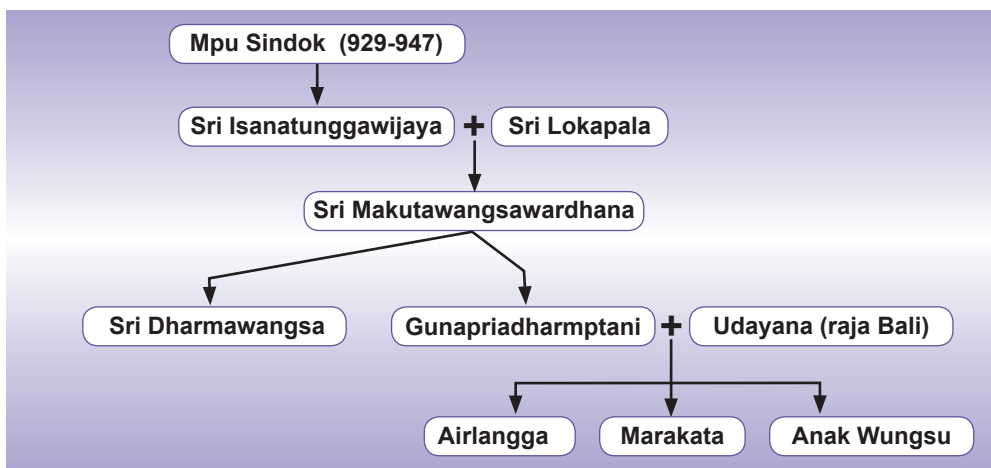 Mpu Sindok (929-947)
Sri Isanatunggawijaya + Sri Lokapala
Sri Makutawangsawardhana
Sri Dharmawangsa Gunapriadharmptani + Udayana (raja Bali)
Airlangga Marakata Anak Wungsu